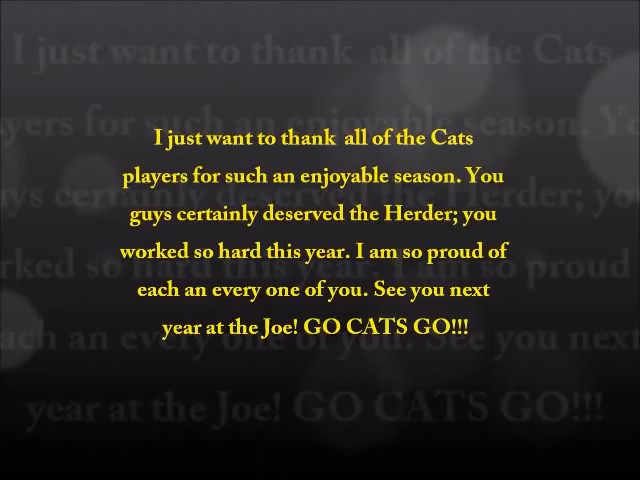 I just want to thank all of the Cats
players for such an enjoyable season. You
guys certainly deserved the Herder; you
worked so hard this year. I am so proud of
each an every one of you. See you next
year at the Joe! GO CATS GO!!!